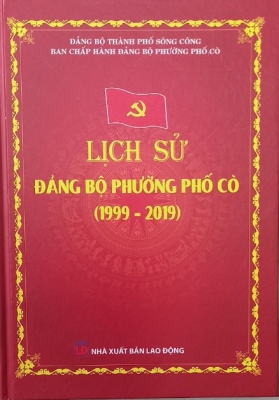 ĐẢNG BỘ THÀNH PHỐ SÔNG CÔNG
BAN CHẤP HÀNH ĐẢNG BỘ PHƯỜNG PHỐ CÒ
LỊCH SỬ
ĐẢNG BỘ PHƯỜNG PHỐ CÒ
(1999 - 2019)
NHÀ XUẤT BẢN LAO ĐỘNG